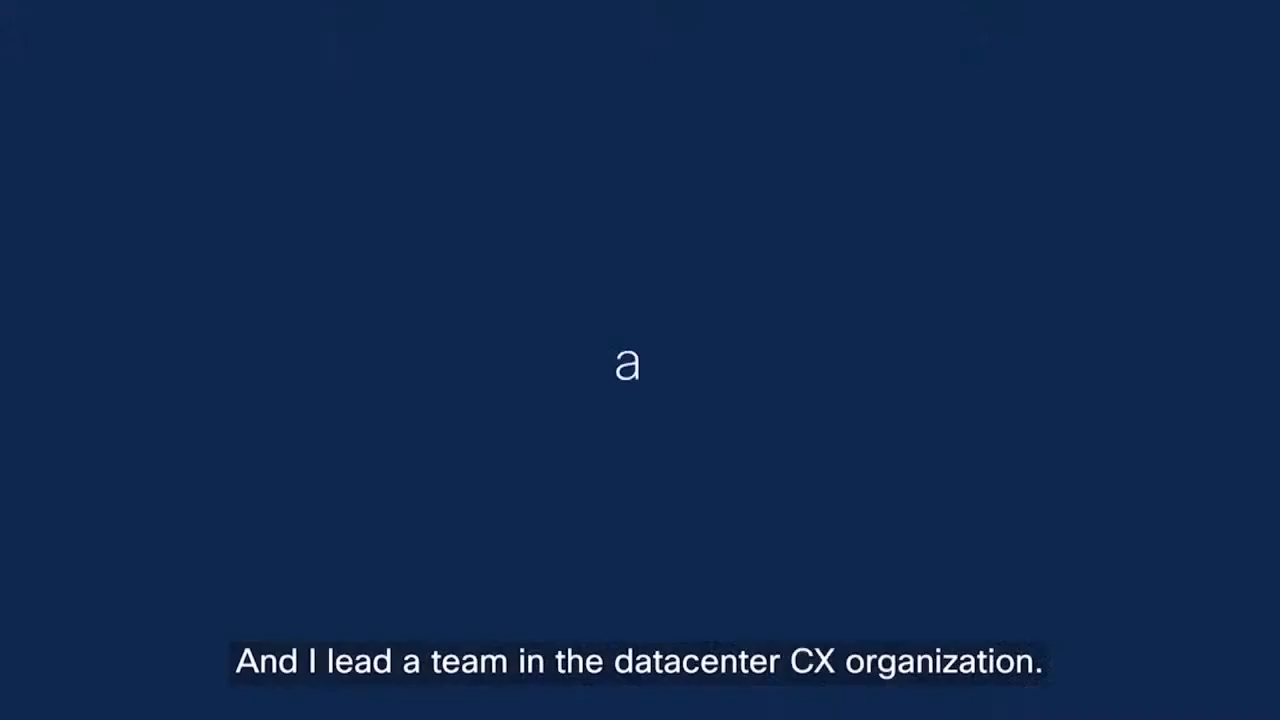 a
And I lead a team in the datacenter CX organization.